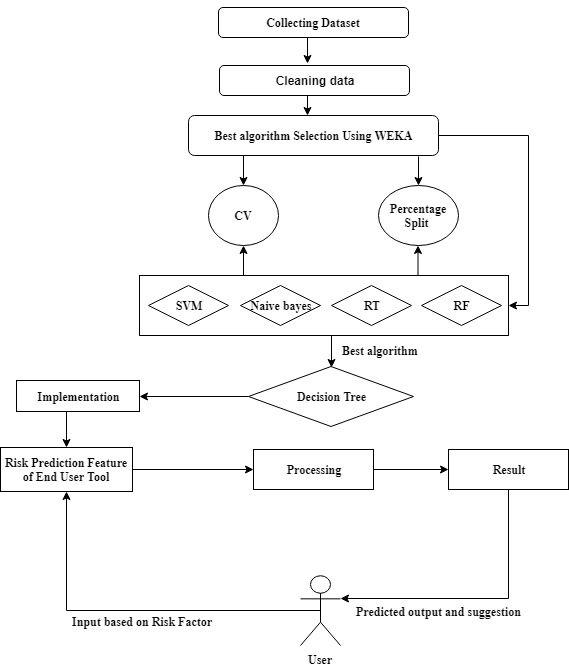 Collecting Dataset
Cleaning data
Best algorithm Selection Using WEKA
CV
Percentage
Split
SVM
Naive bayes
RT
RF
Best algorithm
Decision Tree
Implementation
Risk Prediction Feature
of End User Tool
Processing
Result
Predicted output and suggestion
Input based on Risk Factor
User